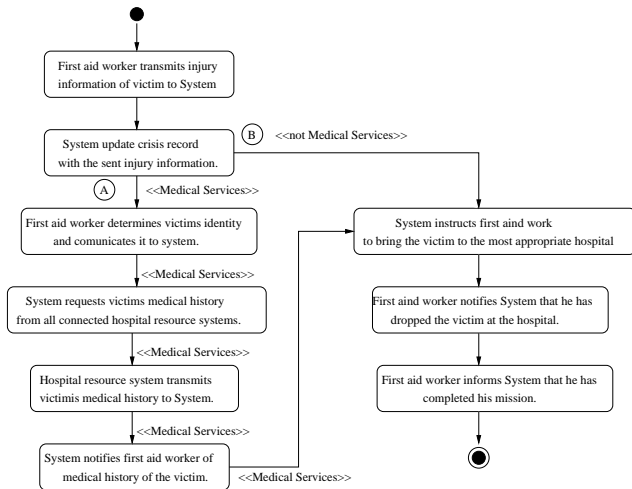 First aid worker transmits injury
information of victim to System
System update crisis record
with the sent injury information.
B
<<not Medical Services>>
A
<<Medical Services>>
First aid worker determines victims identity
and comunicates it to system.
<<Medical Services>>
System requests victims medical history
from all connected hospital resource systems.
<<Medical Services>>
Hospital resource system transmits
victimis medical history to System.
<<Medical Services>>
System notifies first aid worker of
medical history of the victim.
<<Medical Services>>
System instructs first aind work
to bring the victim to the most appropriate hospital
First aind worker notifies System that he has
dropped the victim at the hospital.
First aid worker informs System that he has
completed his mission.